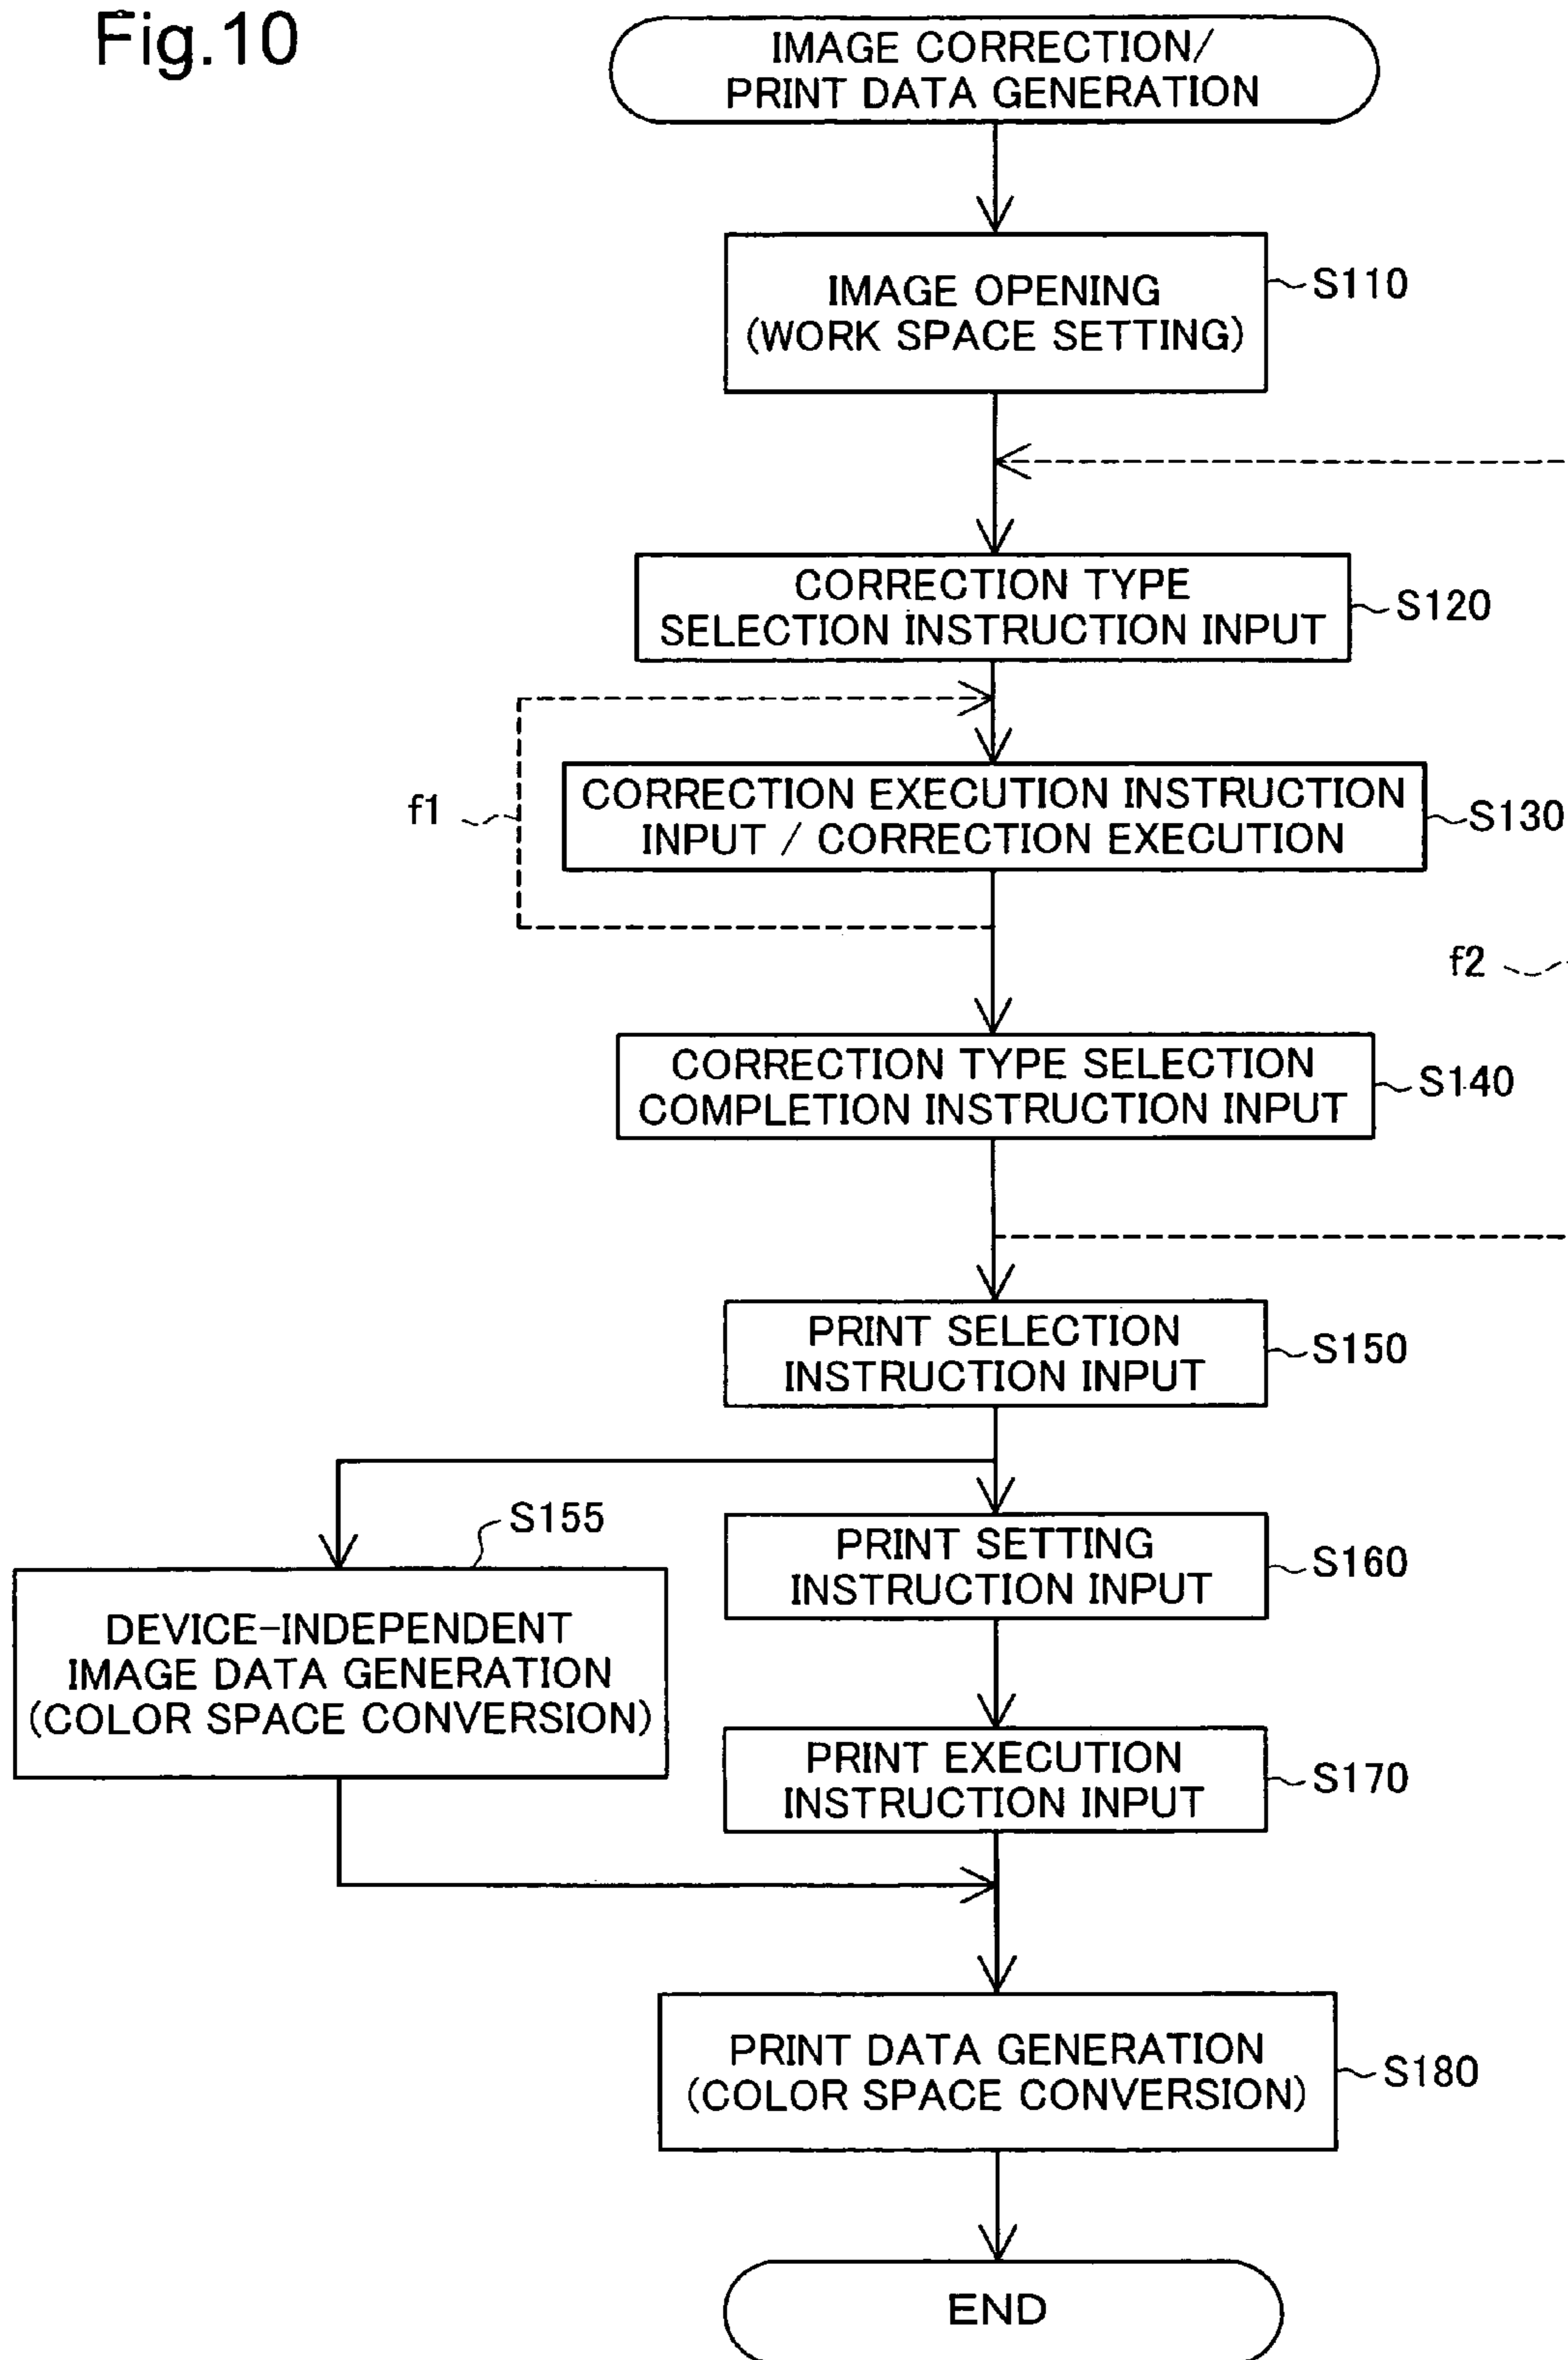 Fig.10
IMAGE CORRECTION/
PRINT DATA GENERATION
IMAGE OPENING
(WORK SPACE SETTING)
S110
CORRECTION TYPE
SELECTION INSTRUCTION INPUT
S120
f1
CORRECTION EXECUTION INSTRUCTION
INPUT / CORRECTION EXECUTION
S130
f2
CORRECTION TYPE SELECTION
COMPLETION INSTRUCTION INPUT
S140
PRINT SELECTION
INSTRUCTION INPUT
S150
S155
DEVICE-INDEPENDENT
IMAGE DATA GENERATION
(COLOR SPACE CONVERSION)
PRINT SETTING
INSTRUCTION INPUT
S160
PRINT EXECUTION
INSTRUCTION INPUT
S170
PRINT DATA GENERATION
(COLOR SPACE CONVERSION)
S180
END